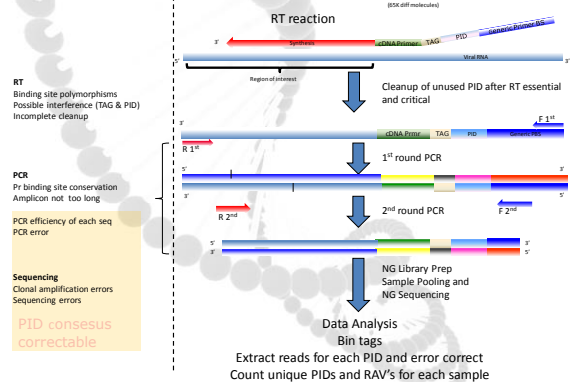 (65K diff molecules)
RT reaction
3'
Synthesis
cDNA Primer
TAG
PID
Generic Primer BS
5'
Viral RNA
3'
Region of interest
RT
Binding site polymorphisms
Possible interference (TAG & PID)
Incomplete cleanup
Cleanup of unused PID after RT essential
and critical
3'
F 1st
cDNA Prmr
TAG
PID
Generic PBS
5'
R 1st
1st round PCR
PCR
Pr binding site conservation
Amplicon not too long
5'
3'
3'
5'
R 2nd
F 2nd
2nd round PCR
PCR efficiency of each seq
PCR error
5'
3'
3'
5'
NG Library Prep
Sample Pooling and
NG Sequencing
Sequencing
Clonal amplification errors
Sequencing errors
PID consesus
correctable
Data Analysis
Bin tags
Extract reads for each PID and error correct
Count unique PIDs and RAV's for each sample